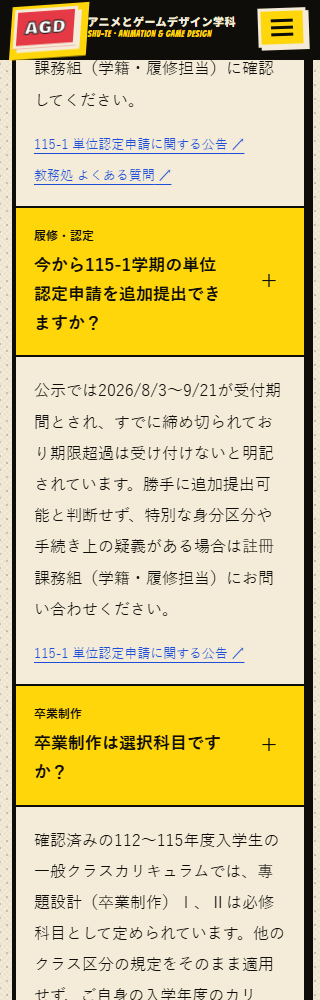 AGD
アニメとゲームデザイン学科
SHU-TE・ANIMATION & GAME DESIGN
課務組（学籍・履修担当）に確認
してください。
115-1 単位認定申請に関する公告 ↗
教務処 よくある質問 ↗
履修・認定
今から115-1学期の単位
認定申請を追加提出でき
ますか？
＋
公示では2026/8/3〜9/21が受付期
間とされ、すでに締め切られてお
り期限超過は受け付けないと明記
されています。勝手に追加提出可
能と判断せず、特別な身分区分や
手続き上の疑義がある場合は註冊
課務組（学籍・履修担当）にお問
い合わせください。
115-1 単位認定申請に関する公告 ↗
卒業制作
卒業制作は選択科目です
か？
＋
確認済みの112〜115年度入学生の
一般クラスカリキュラムでは、專
題設計（卒業制作）Ⅰ、Ⅱは必修
科目として定められています。他の
クラス区分の規定をそのまま適用
せず、ご自身の入学年度のカリ